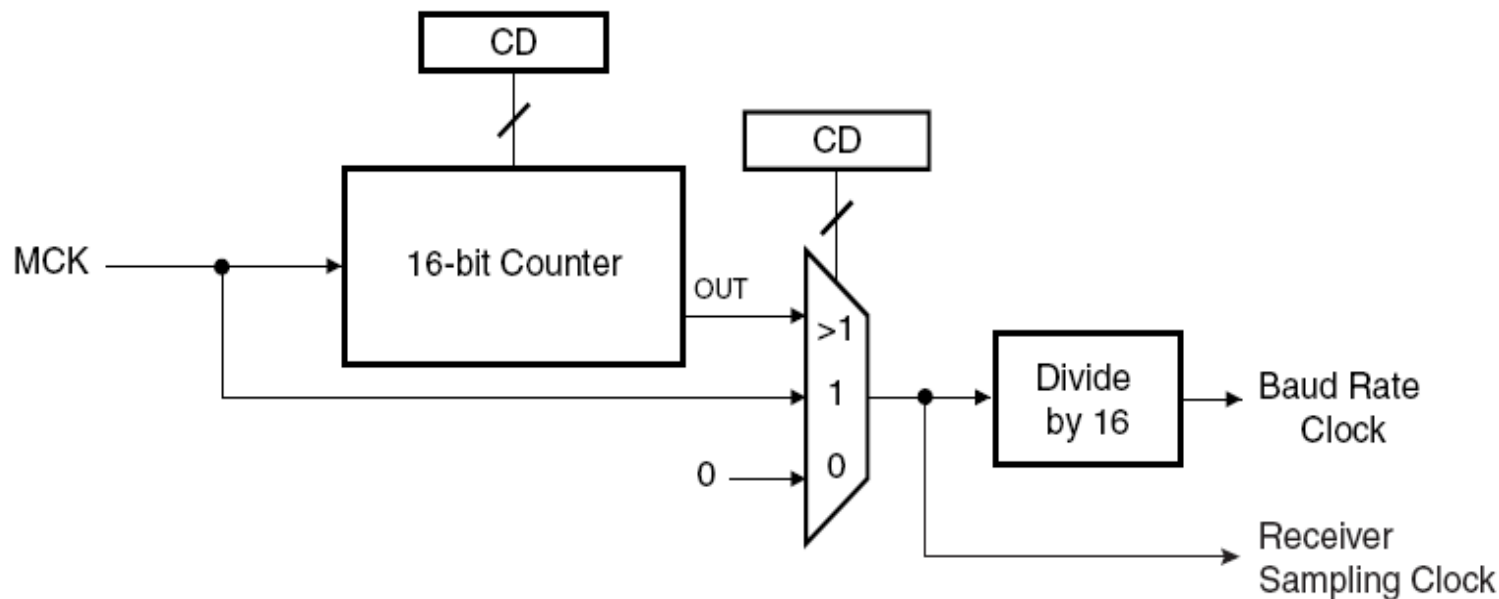 CD
CD
MCK
16-bit Counter
OUT
>1
1
0
0
Divide
by 16
Baud Rate
Clock
Receiver
Sampling Clock